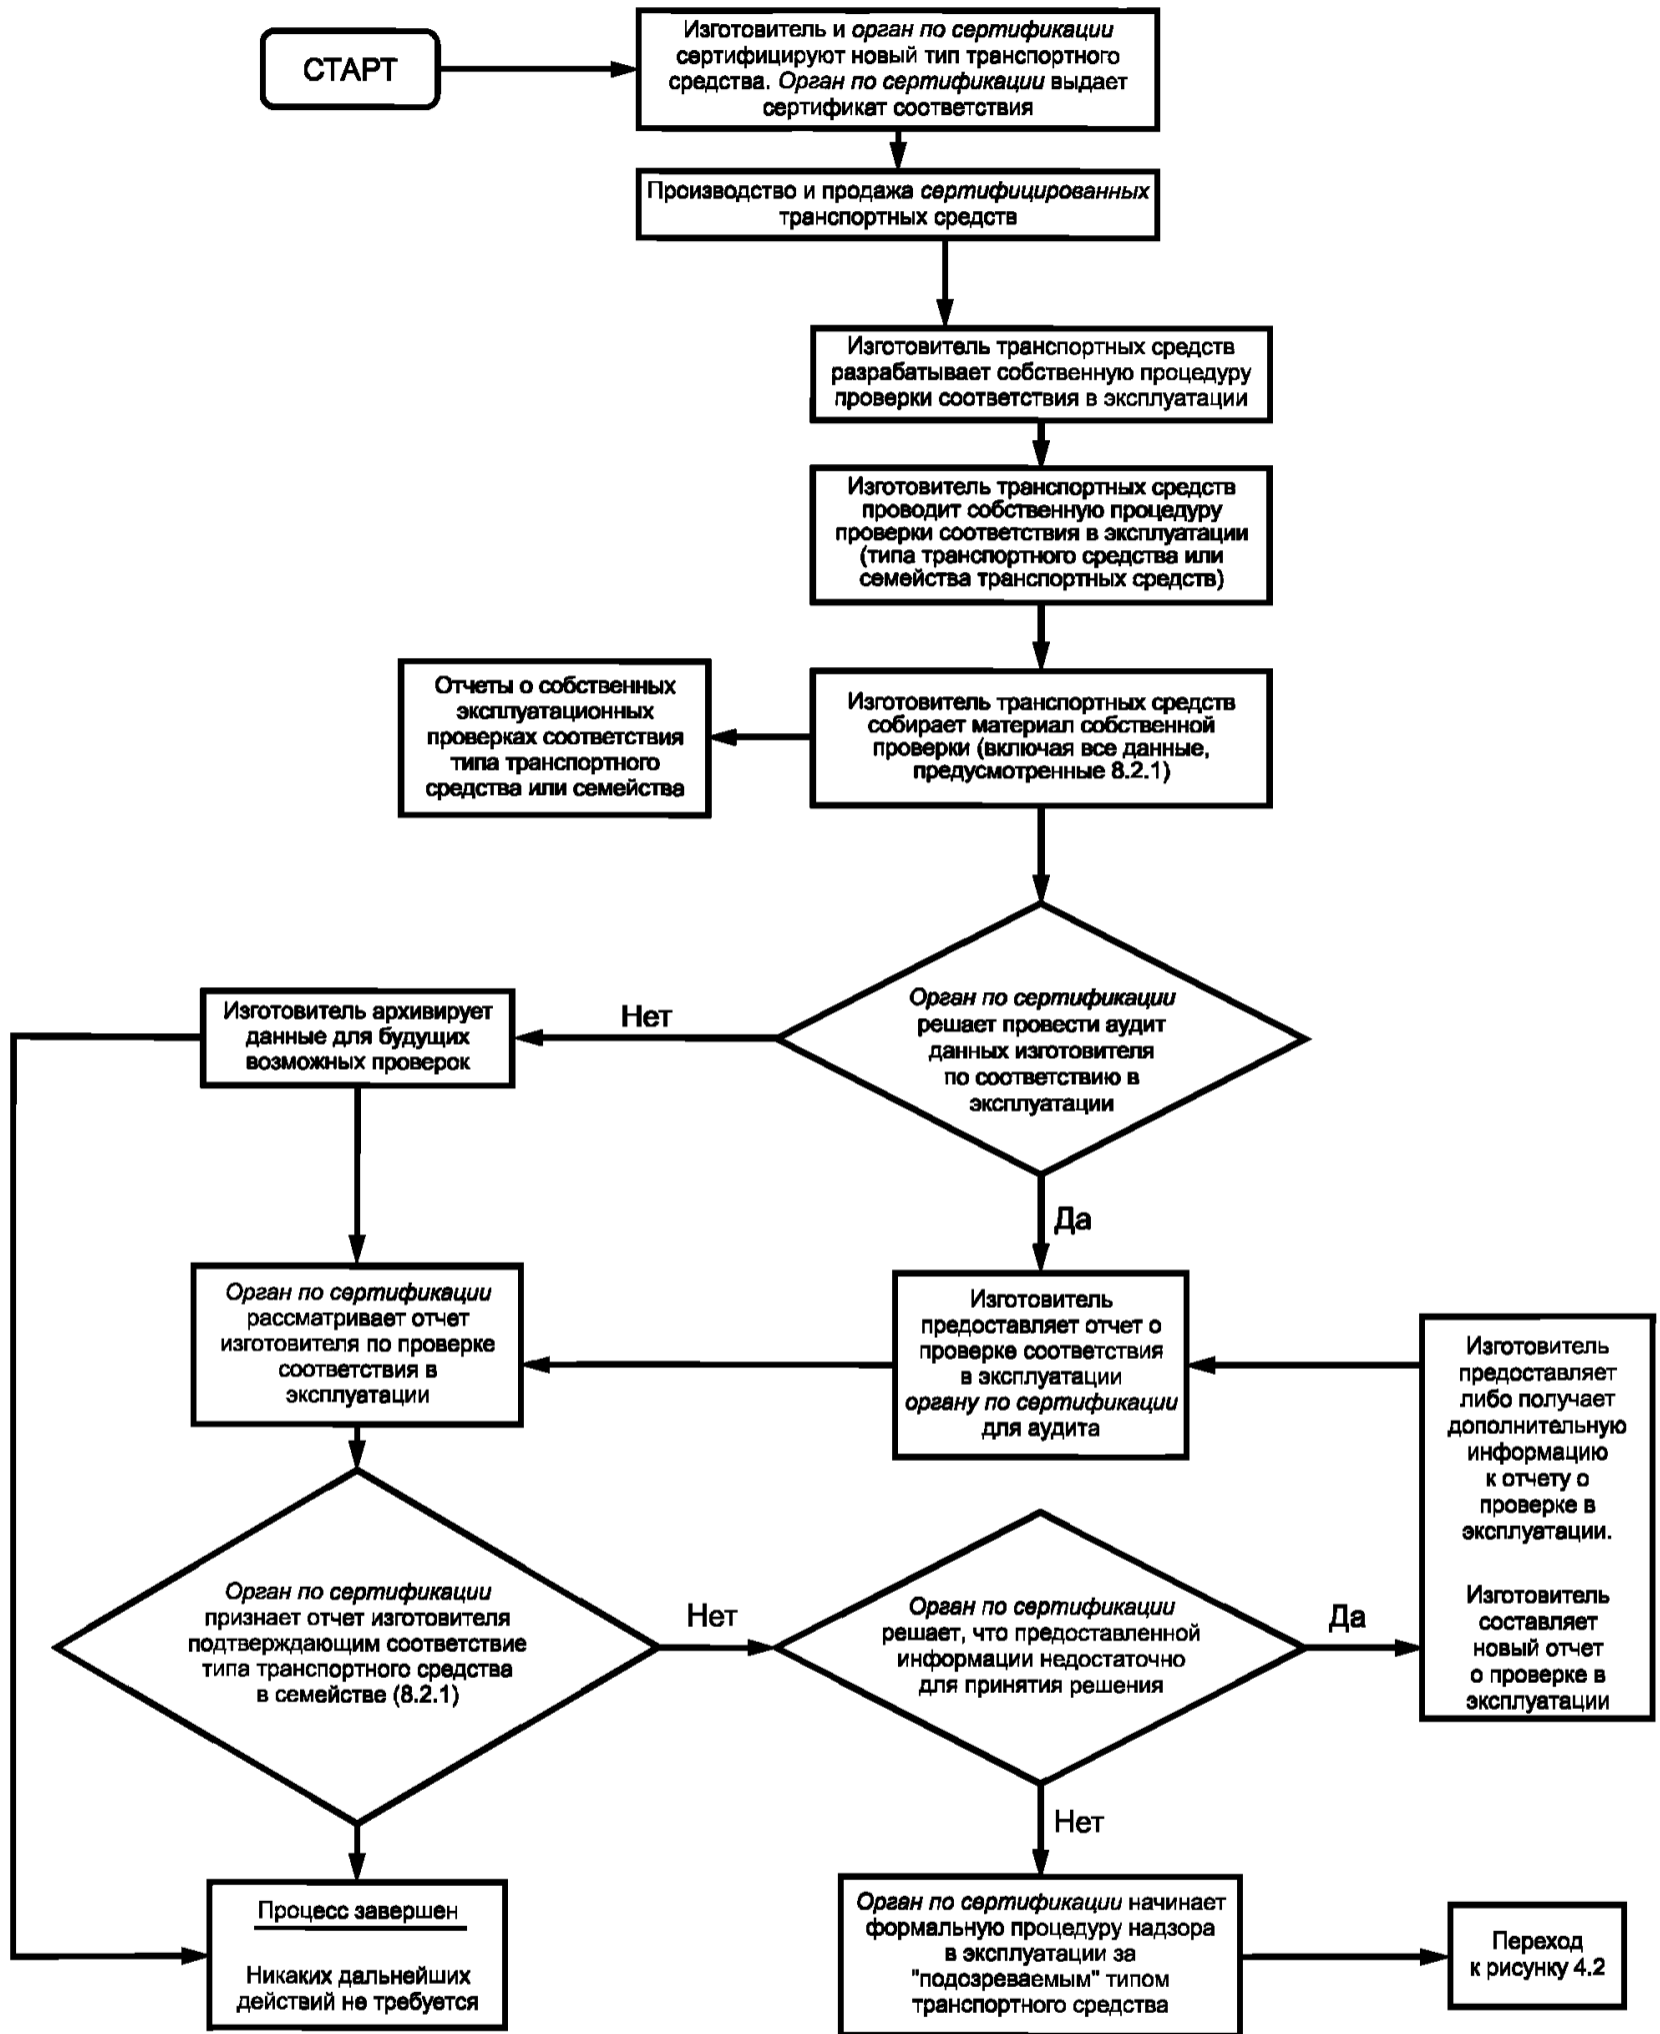 СТАРТ
Изготовитель и орган по сертификации
сертифицируют новый тип транспортного
средства. Орган по сертификации выдает
сертификат соответствия
Производство и продажа сертифицированных
транспортных средств
Изготовитель транспортных средств
разрабатывает собственную процедуру
проверки соответствия в эксплуатации
Изготовитель транспортных средств
проводит собственную процедуру
проверки соответствия в эксплуатации
(типа транспортного средства или
семейства транспортных средств)
Отчеты о собственных
эксплуатационных
проверках соответствия
типа транспортного
средства или семейства
Изготовитель транспортных средств
собирает материал собственной
проверки (включая все данные,
предусмотренные 8.2.1)
Орган по сертификации
решает провести аудит
данных изготовителя
по соответствию в
эксплуатации
Нет
Изготовитель архивирует
данные для будущих
возможных проверок
Да
Орган по сертификации
рассматривает отчет
изготовителя по проверке
соответствия в
эксплуатации
Изготовитель
предоставляет отчет о
проверке соответствия
в эксплуатации
органу по сертификации
для аудита
Изготовитель
предоставляет
либо получает
дополнительную
информацию
к отчету о
проверке в
эксплуатации.
Изготовитель
составляет
новый отчет
о проверке в
эксплуатации
Орган по сертификации
признает отчет изготовителя
подтверждающим соответствие
типа транспортного средства
в семействе (8.2.1)
Нет
Орган по сертификации
решает, что предоставленной
информации недостаточно
для принятия решения
Да
Нет
Процесс завершен
Никаких дальнейших
действий не требуется
Орган по сертификации начинает
формальную процедуру надзора
в эксплуатации за
"подозреваемым" типом
транспортного средства
Переход
к рисунку 4.2